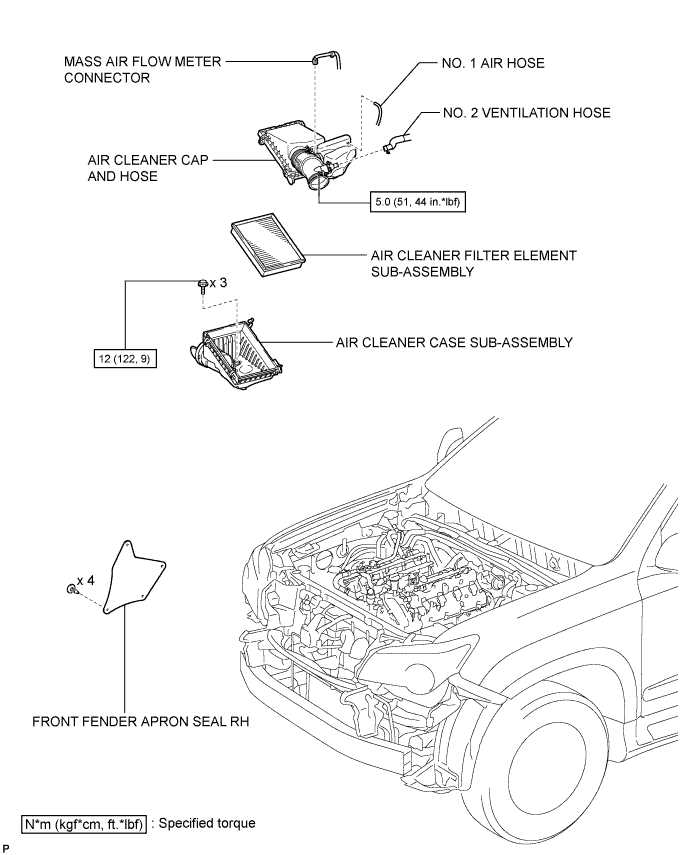 MASS AIR FLOW METER
CONNECTOR
NO. 1 AIR HOSE
NO. 2 VENTILATION HOSE
AIR CLEANER CAP
AND HOSE
5.0 (51, 44 in.*lbf)
AIR CLEANER FILTER ELEMENT
SUB-ASSEMBLY
x 3
AIR CLEANER CASE SUB-ASSEMBLY
12 (122, 9)
x 4
FRONT FENDER APRON SEAL RH
N*m (kgf*cm, ft.*lbf) : Specified torque
P